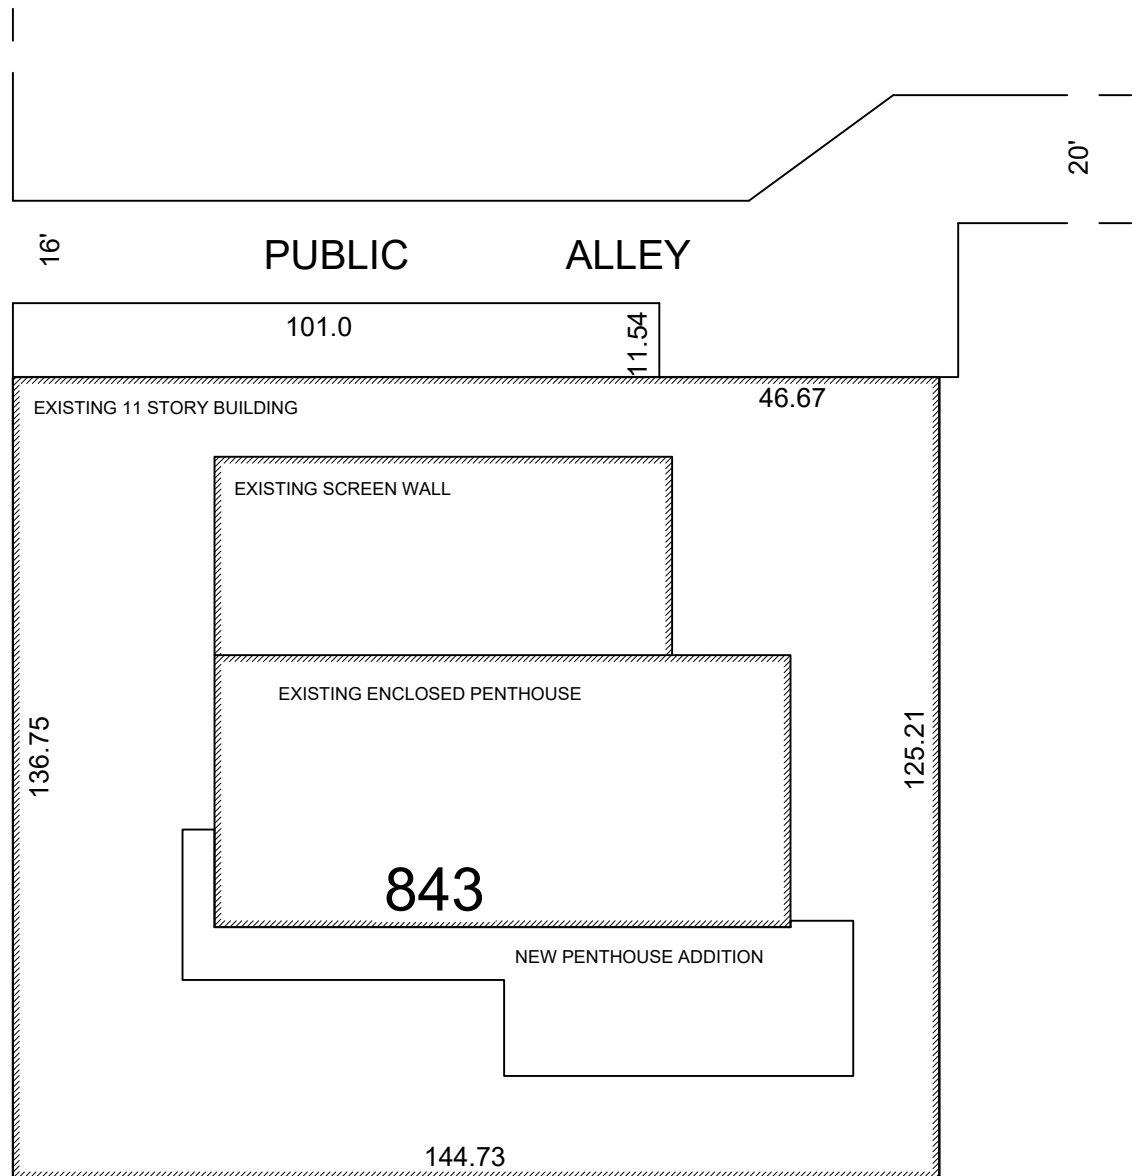 20'
16'
PUBLIC ALLEY
101.0
11.54
46.67
EXISTING 11 STORY BUILDING
EXISTING SCREEN WALL
EXISTING ENCLOSED PENTHOUSE
136.75
125.21
843
NEW PENTHOUSE ADDITION
144.73